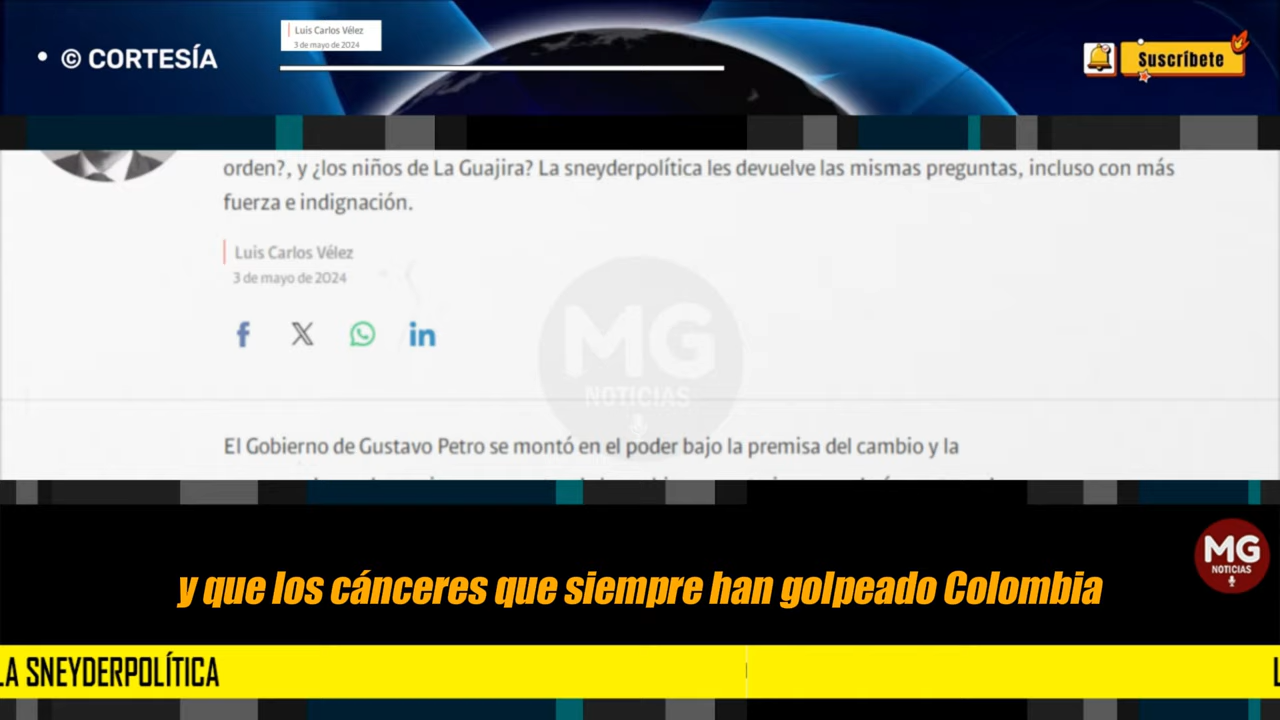 Luis Carlos Vélez
3 de mayo de 2024
• © CORTESÍA
Suscríbete
orden?, y ¿los niños de La Guajira? La sneyderpolítica les devuelve las mismas preguntas, incluso con más
fuerza e indignación.
Luis Carlos Vélez
3 de mayo de 2024
MG
NOTICIAS
El Gobierno de Gustavo Petro se montó en el poder bajo la premisa del cambio y la
MG
NOTICIAS
y que los cánceres que siempre han golpeado Colombia
LA SNEYDERPOLÍTICA